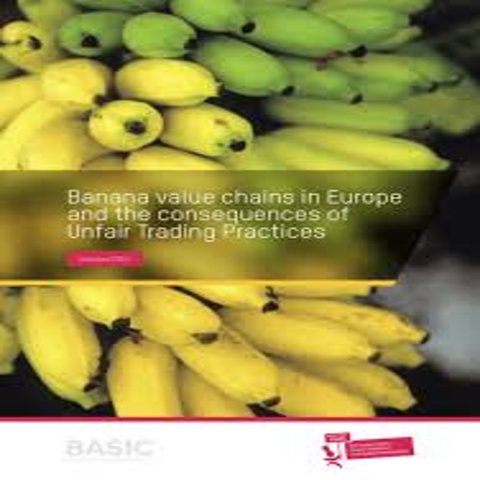 Banana value chains in Europe
and the consequences of
Unfair Trading Practices
BASIC